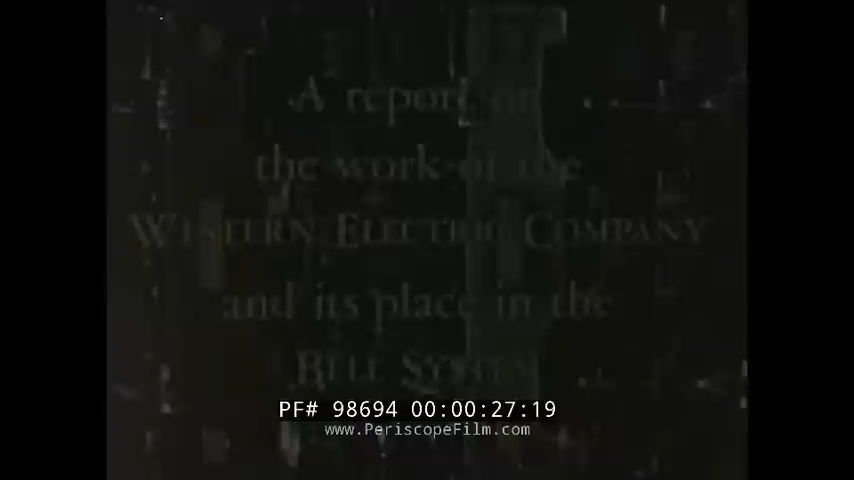 A report on
the work of the
WESTERN ELECTRIC COMPANY
and its place in the
BELL SYSTEM
PF# 98694 00:00:27:19
www.PeriscopeFilm.com